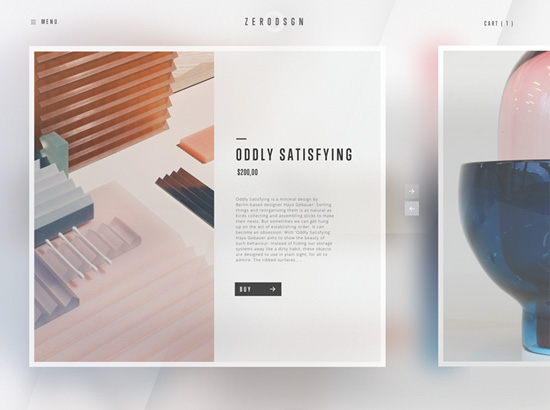 MENU
ZERODSGN
CART ( 1 )
ODDLY SATISFYING
$200,00
Oddly Satisfying is a minimal design by
Berlin-based designer Hayo Gebauer. Sorting
things and reorganising them is as natural as
birds collecting and assembling sticks to make
their nests. But sometimes we can get hung
up on the act of establishing order. It can
become an obsession. With 'Oddly Satisfying'
Hayo Gebauer aims to show the beauty of
such behaviour. Instead of hiding our storage
systems away like a dirty habit, these objects
are designed to use in plain sight, for all to
admire. The ribbed surfaces ...
BUY